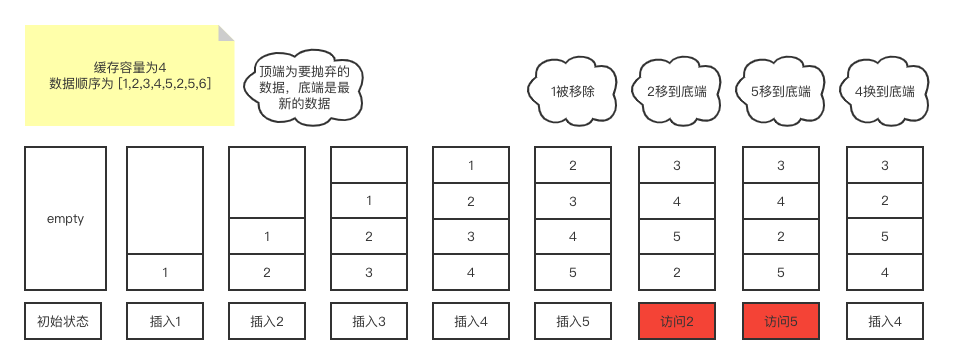 缓存容量为4
数据顺序为 [1,2,3,4,5,2,5,6]
顶端为要抛弃的
数据，底端是最
新的数据
1被移除
2移到底端
5移到底端
4换到底端
empty
1
1
2
1
2
3
1
2
3
4
2
3
4
5
3
4
5
2
3
4
2
5
3
2
5
4
初始状态
插入1
插入2
插入3
插入4
插入5
访问2
访问5
插入4